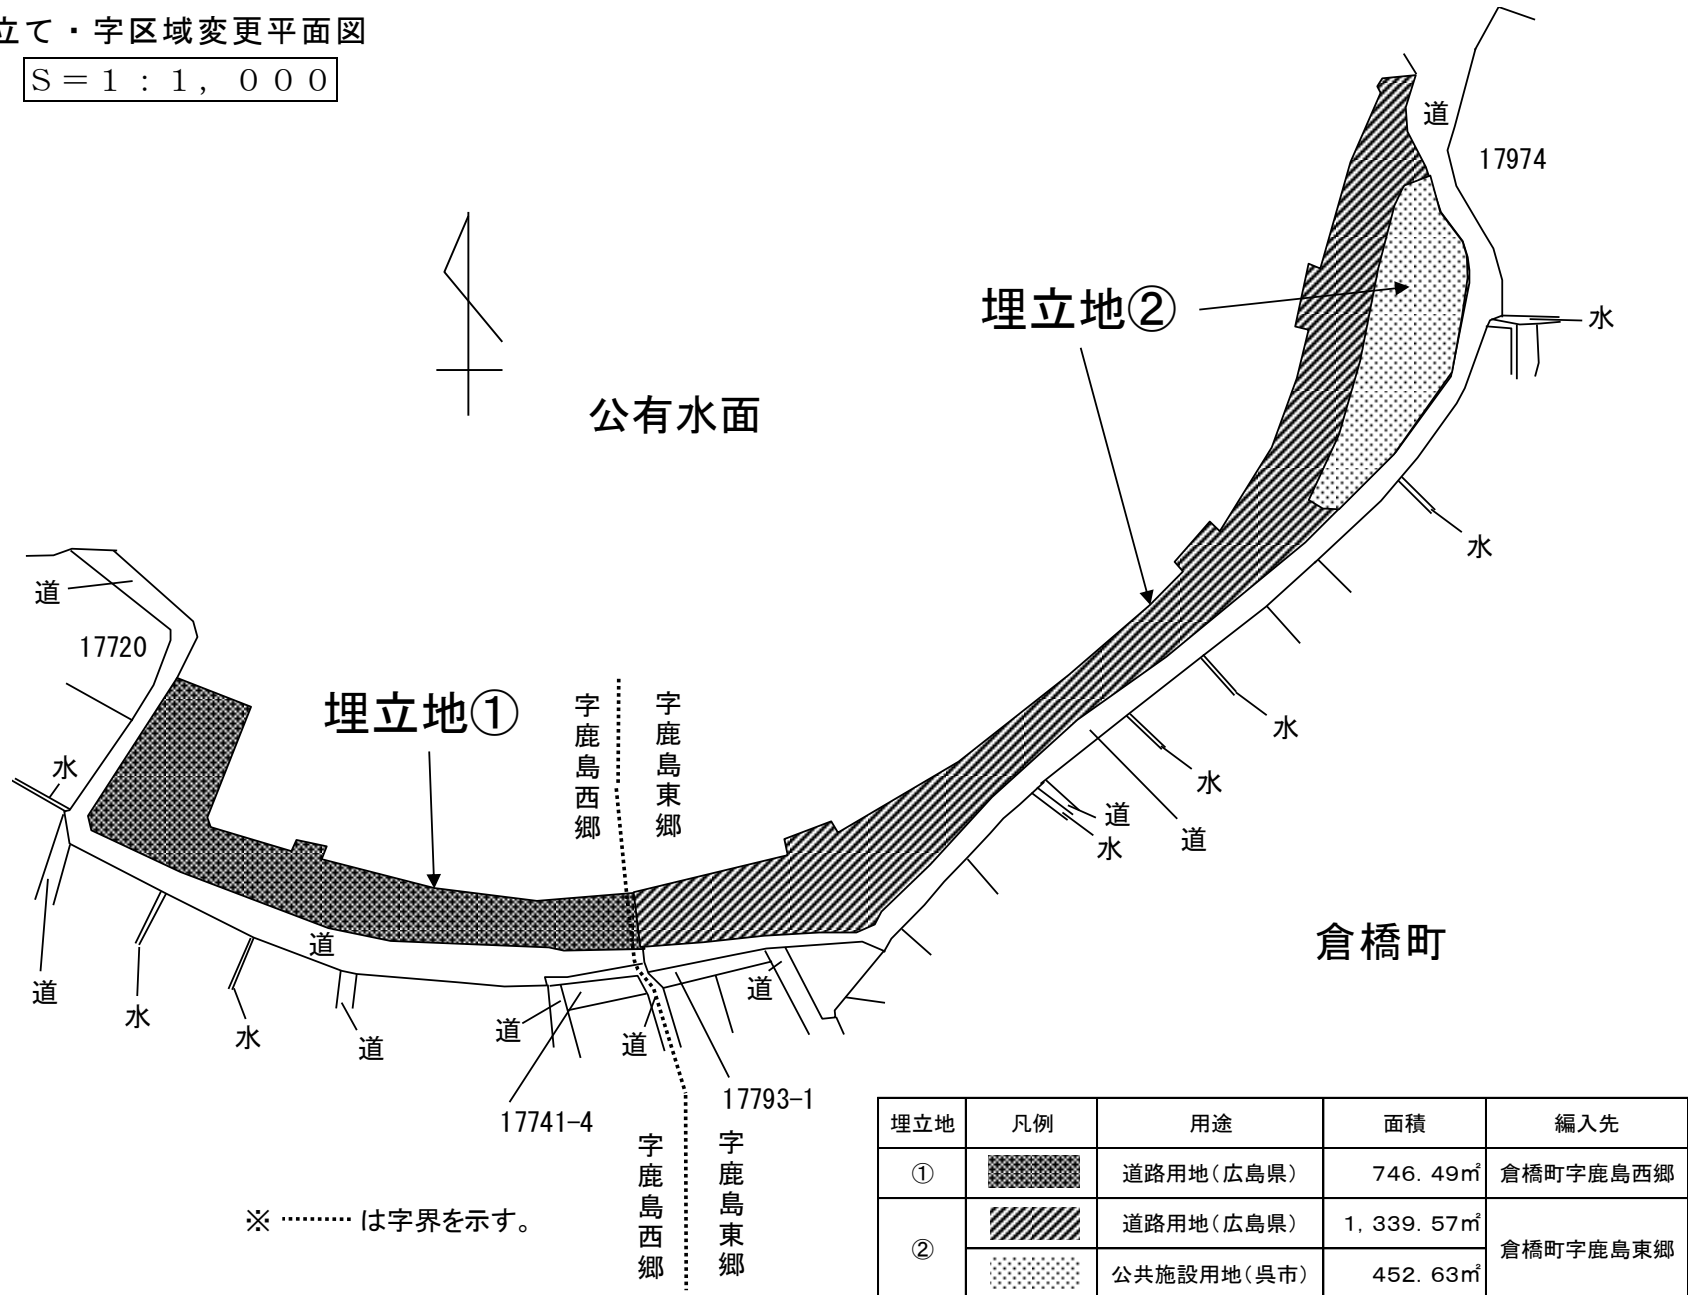 立て・字区域変更平面図
S=1:1,000
道
17974
埋立地②
水
公有水面
水
道
17720
埋立地①
字鹿島西郷
字鹿島東郷
水
水
水
道
水
道
倉橋町
道
道
水
水
道
道
道
道
17741-4
17793-1
字鹿島西郷
字鹿島東郷
※ ・・・・・・・・・ は字界を示す。
埋立地 凡例 用途 面積 編入先
① 道路用地(広島県) 746.49㎡ 倉橋町字鹿島西郷
② 道路用地(広島県) 1,339.57㎡ 倉橋町字鹿島東郷
公共施設用地(呉市) 452.63㎡